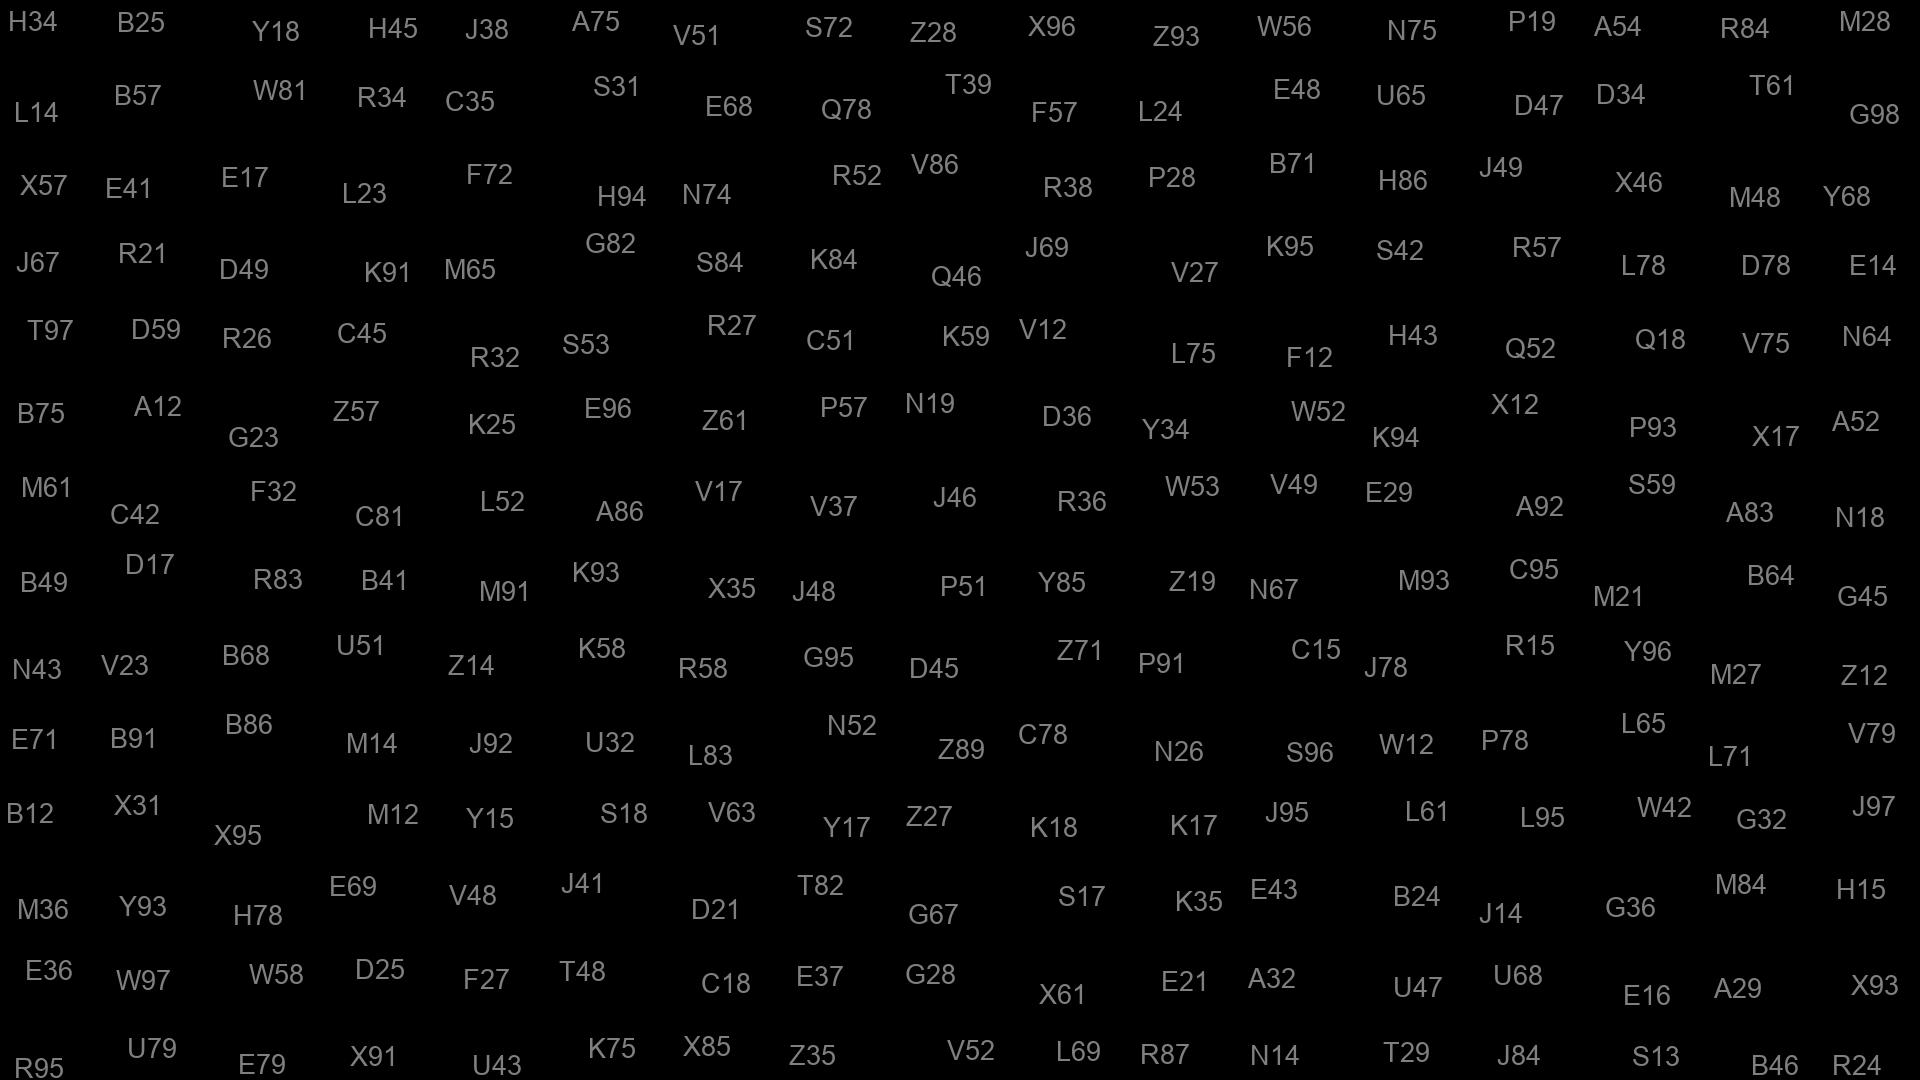 H34 B25 Y18 H45 J38 A75 V51 S72 Z28 X96 Z93 W56 N75 P19 A54 R84 M28
L14 B57 W81 R34 C35 S31 E68 Q78 T39 F57 L24 E48 U65 D47 D34 T61 G98
X57 E41 E17 L23 F72 H94 N74 R52 V86 R38 P28 B71 H86 J49 X46 M48 Y68
J67 R21 D49 K91 M65 G82 S84 K84 Q46 J69 V27 K95 S42 R57 L78 D78 E14
T97 D59 R26 C45 R32 S53 R27 C51 K59 V12 L75 F12 H43 Q52 Q18 V75 N64
B75 A12 G23 Z57 K25 E96 Z61 P57 N19 D36 Y34 W52 K94 X12 P93 X17 A52
M61 C42 F32 C81 L52 A86 V17 V37 J46 R36 W53 V49 E29 A92 S59 A83 N18
B49 D17 R83 B41 M91 K93 X35 J48 P51 Y85 Z19 N67 M93 C95 M21 B64 G45
N43 V23 B68 U51 Z14 K58 R58 G95 D45 Z71 P91 C15 J78 R15 Y96 M27 Z12
E71 B91 B86 M14 J92 U32 L83 N52 Z89 C78 N26 S96 W12 P78 L65 L71 V79
B12 X31 X95 M12 Y15 S18 V63 Y17 Z27 K18 K17 J95 L61 L95 W42 G32 J97
M36 Y93 H78 E69 V48 J41 D21 T82 G67 S17 K35 E43 B24 J14 G36 M84 H15
E36 W97 W58 D25 F27 T48 C18 E37 G28 X61 E21 A32 U47 U68 E16 A29 X93
R95 U79 E79 X91 U43 K75 X85 Z35 V52 L69 R87 N14 T29 J84 S13 B46 R24